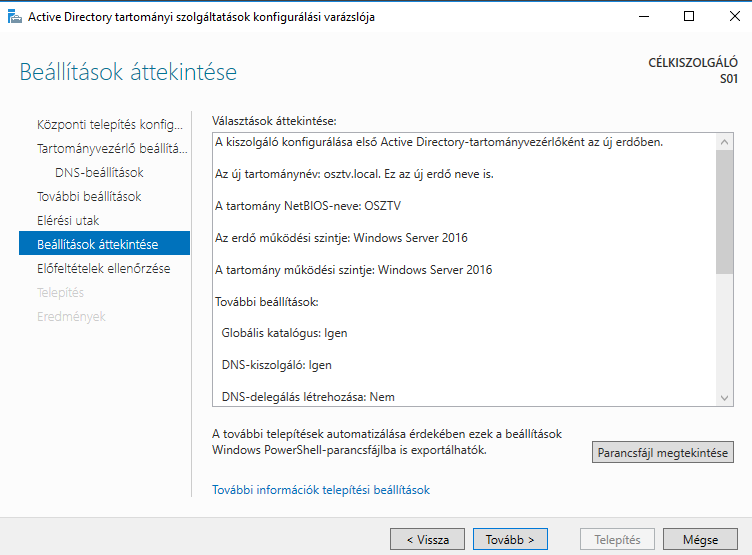 Active Directory tartományi szolgáltatások konfigurálási varázslója
Beállítások áttekintése
CÉLKISZOLGÁLÓ
S01
Központi telepítés konfig...
Tartományvezérlő beállítá...
DNS-beállítások
További beállítások
Elérési utak
Beállítások áttekintése
Előfeltételek ellenőrzése
Telepítés
Eredmények
Választások áttekintése:
A kiszolgáló konfigurálása első Active Directory-tartományvezérlőként az új erdőben.
Az új tartománynév: osztv.local. Ez az új erdő neve is.
A tartomány NetBIOS-neve: OSZTV
Az erdő működési szintje: Windows Server 2016
A tartomány működési szintje: Windows Server 2016
További beállítások:
Globális katalógus: Igen
DNS-kiszolgáló: Igen
DNS-delegálás létrehozása: Nem
A további telepítések automatizálása érdekében ezek a beállítások
Windows PowerShell-parancsfájlba is exportálhatók.
Parancsfájl megtekintése
További információk telepítési beállítások
< Vissza
Tovább >
Telepítés
Mégse